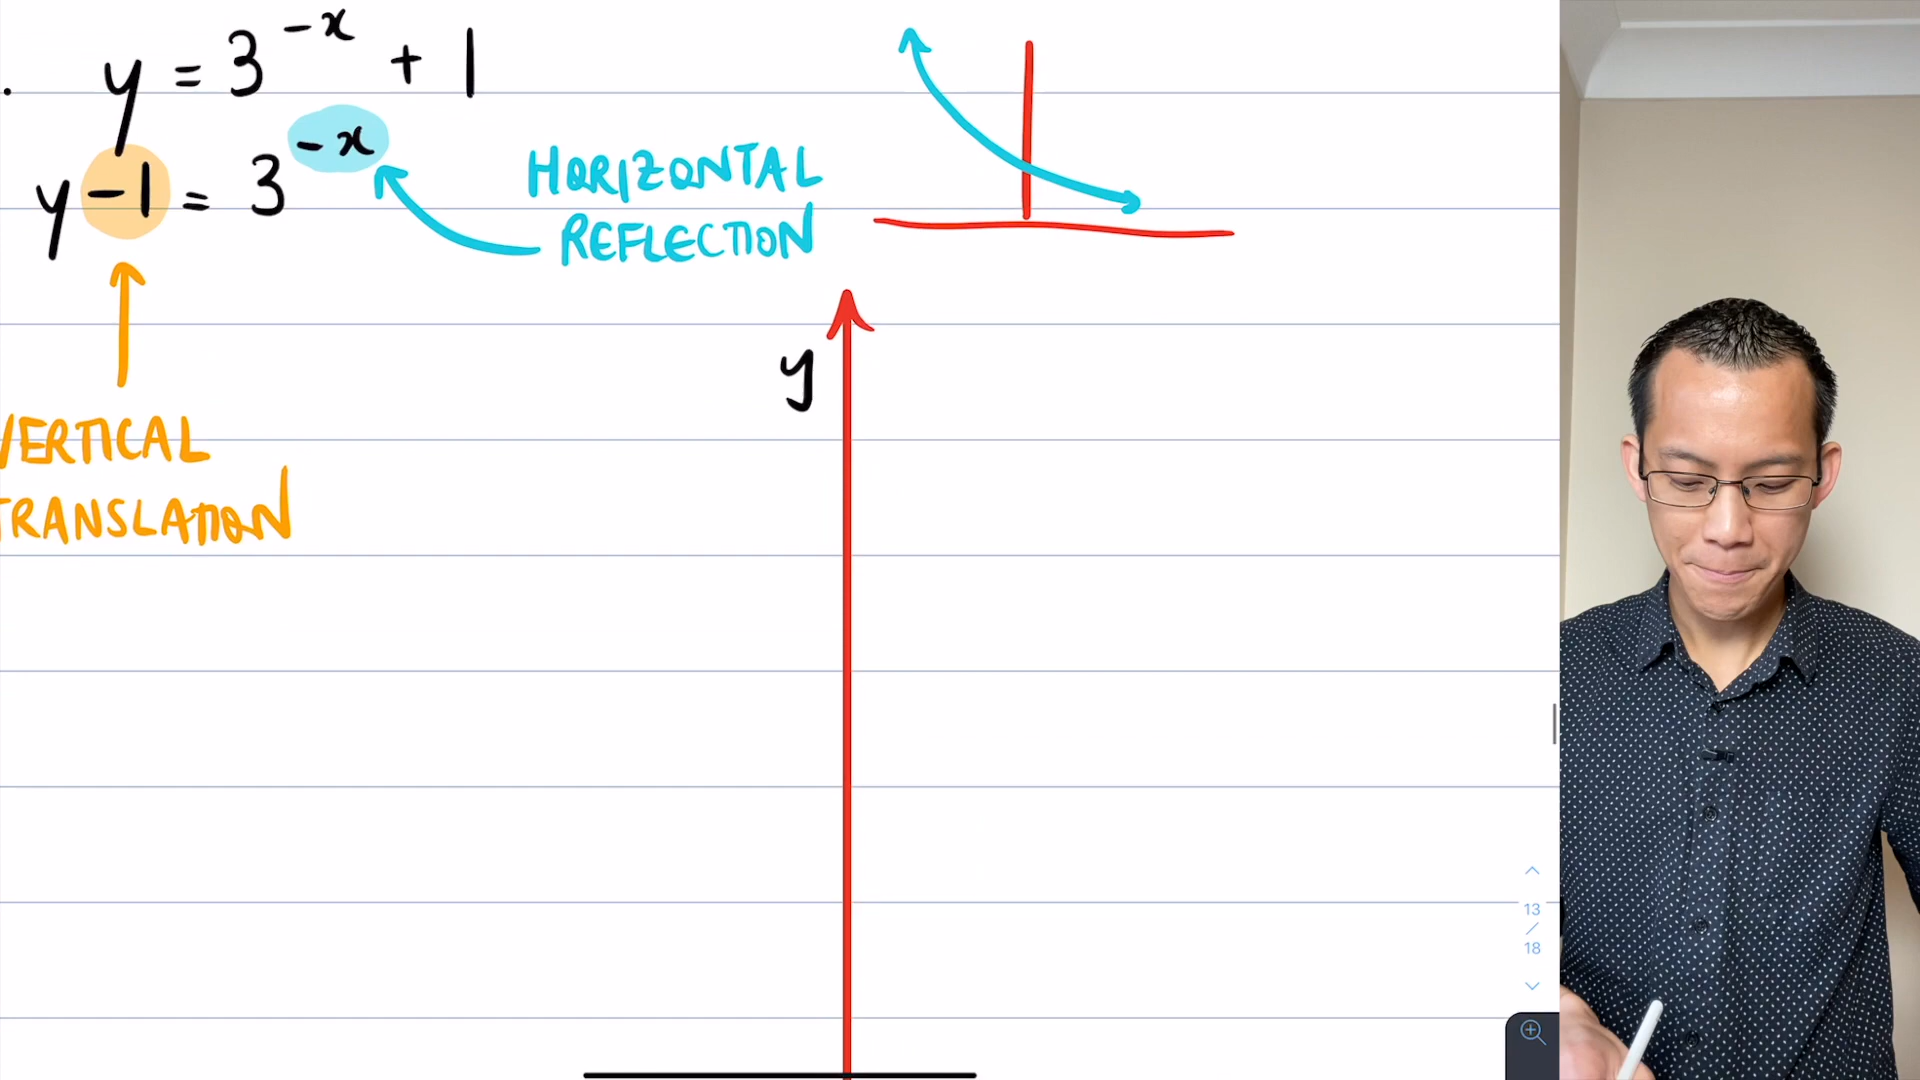 . y = 3^{-x} + 1
y - 1 = 3^{-x}
HORIZONTAL
REFLECTION
VERTICAL
TRANSLATION
y
13
/
18